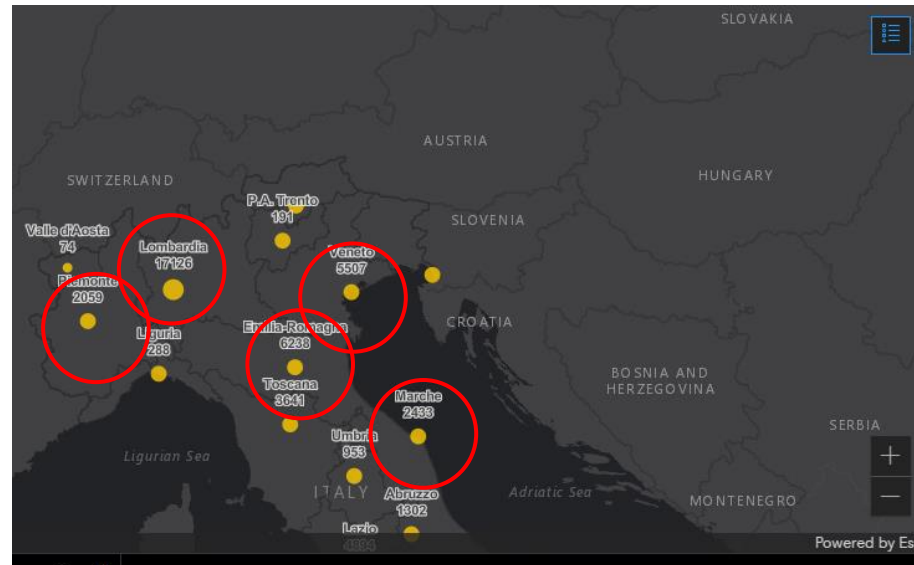 SLOVAKIA
AUSTRIA
HUNGARY
SWITZERLAND
P.A. Trento
191
SLOVENIA
Valle d'Aosta
74
Lombardia
17126
Veneto
5507
Piemonte
2059
CROATIA
Emilia-Romagna
6238
Liguria
288
BOSNIA AND
HERZEGOVINA
Toscana
3641
Marche
2433
SERBIA
Umbria
953
Ligurian Sea
ITALY
Abruzzo
1302
Adriatic Sea
MONTENEGRO
Lazio
4894
Powered by Es